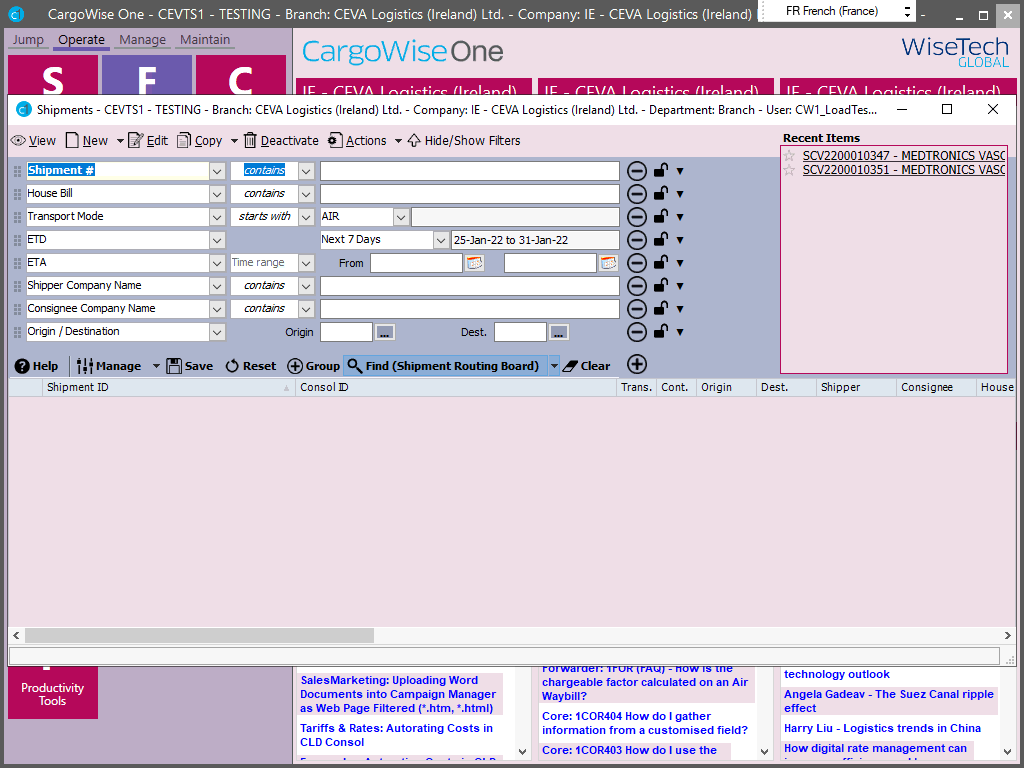 CargoWise One - CEVTS1 - TESTING - Branch: CEVA Logistics (Ireland) Ltd. - Company: IE - CEVA Logistics (Ireland)
FR French (France)
Jump Operate Manage Maintain
CargoWise One
WiseTech
GLOBAL
S F C
IE - CEVA Logistics (Ireland) IE - CEVA Logistics (Ireland) IE - CEVA Logistics (Ireland)
Shipments - CEVTS1 - TESTING - Branch: CEVA Logistics (Ireland) Ltd. - Company: IE - CEVA Logistics (Ireland) Ltd. - Department: Branch - User: CW1_LoadTes...
View New Edit Copy Deactivate Actions Hide/Show Filters
Recent Items
SCV2200010347 - MEDTRONICS VASC
SCV2200010351 - MEDTRONICS VASC
Shipment # contains
House Bill contains
Transport Mode starts with AIR
ETD Next 7 Days 25-Jan-22 to 31-Jan-22
ETA Time range From
Shipper Company Name contains
Consignee Company Name contains
Origin / Destination Origin ... Dest. ...
Help Manage Save Reset Group Find (Shipment Routing Board) Clear
Shipment ID Consol ID Trans. Cont. Origin Dest. Shipper Consignee House
Productivity
Tools
SalesMarketing: Uploading Word
Documents into Campaign Manager
as Web Page Filtered (*.htm, *.html)
Tariffs & Rates: Autorating Costs in
CLD Consol
Forwarder: 1FOR (FAQ) - How is the
chargeable factor calculated on an Air
Waybill?
Core: 1COR404 How do I gather
information from a customised field?
Core: 1COR403 How do I use the
technology outlook
Angela Gadeav - The Suez Canal ripple
effect
Harry Liu - Logistics trends in China
How digital rate management can